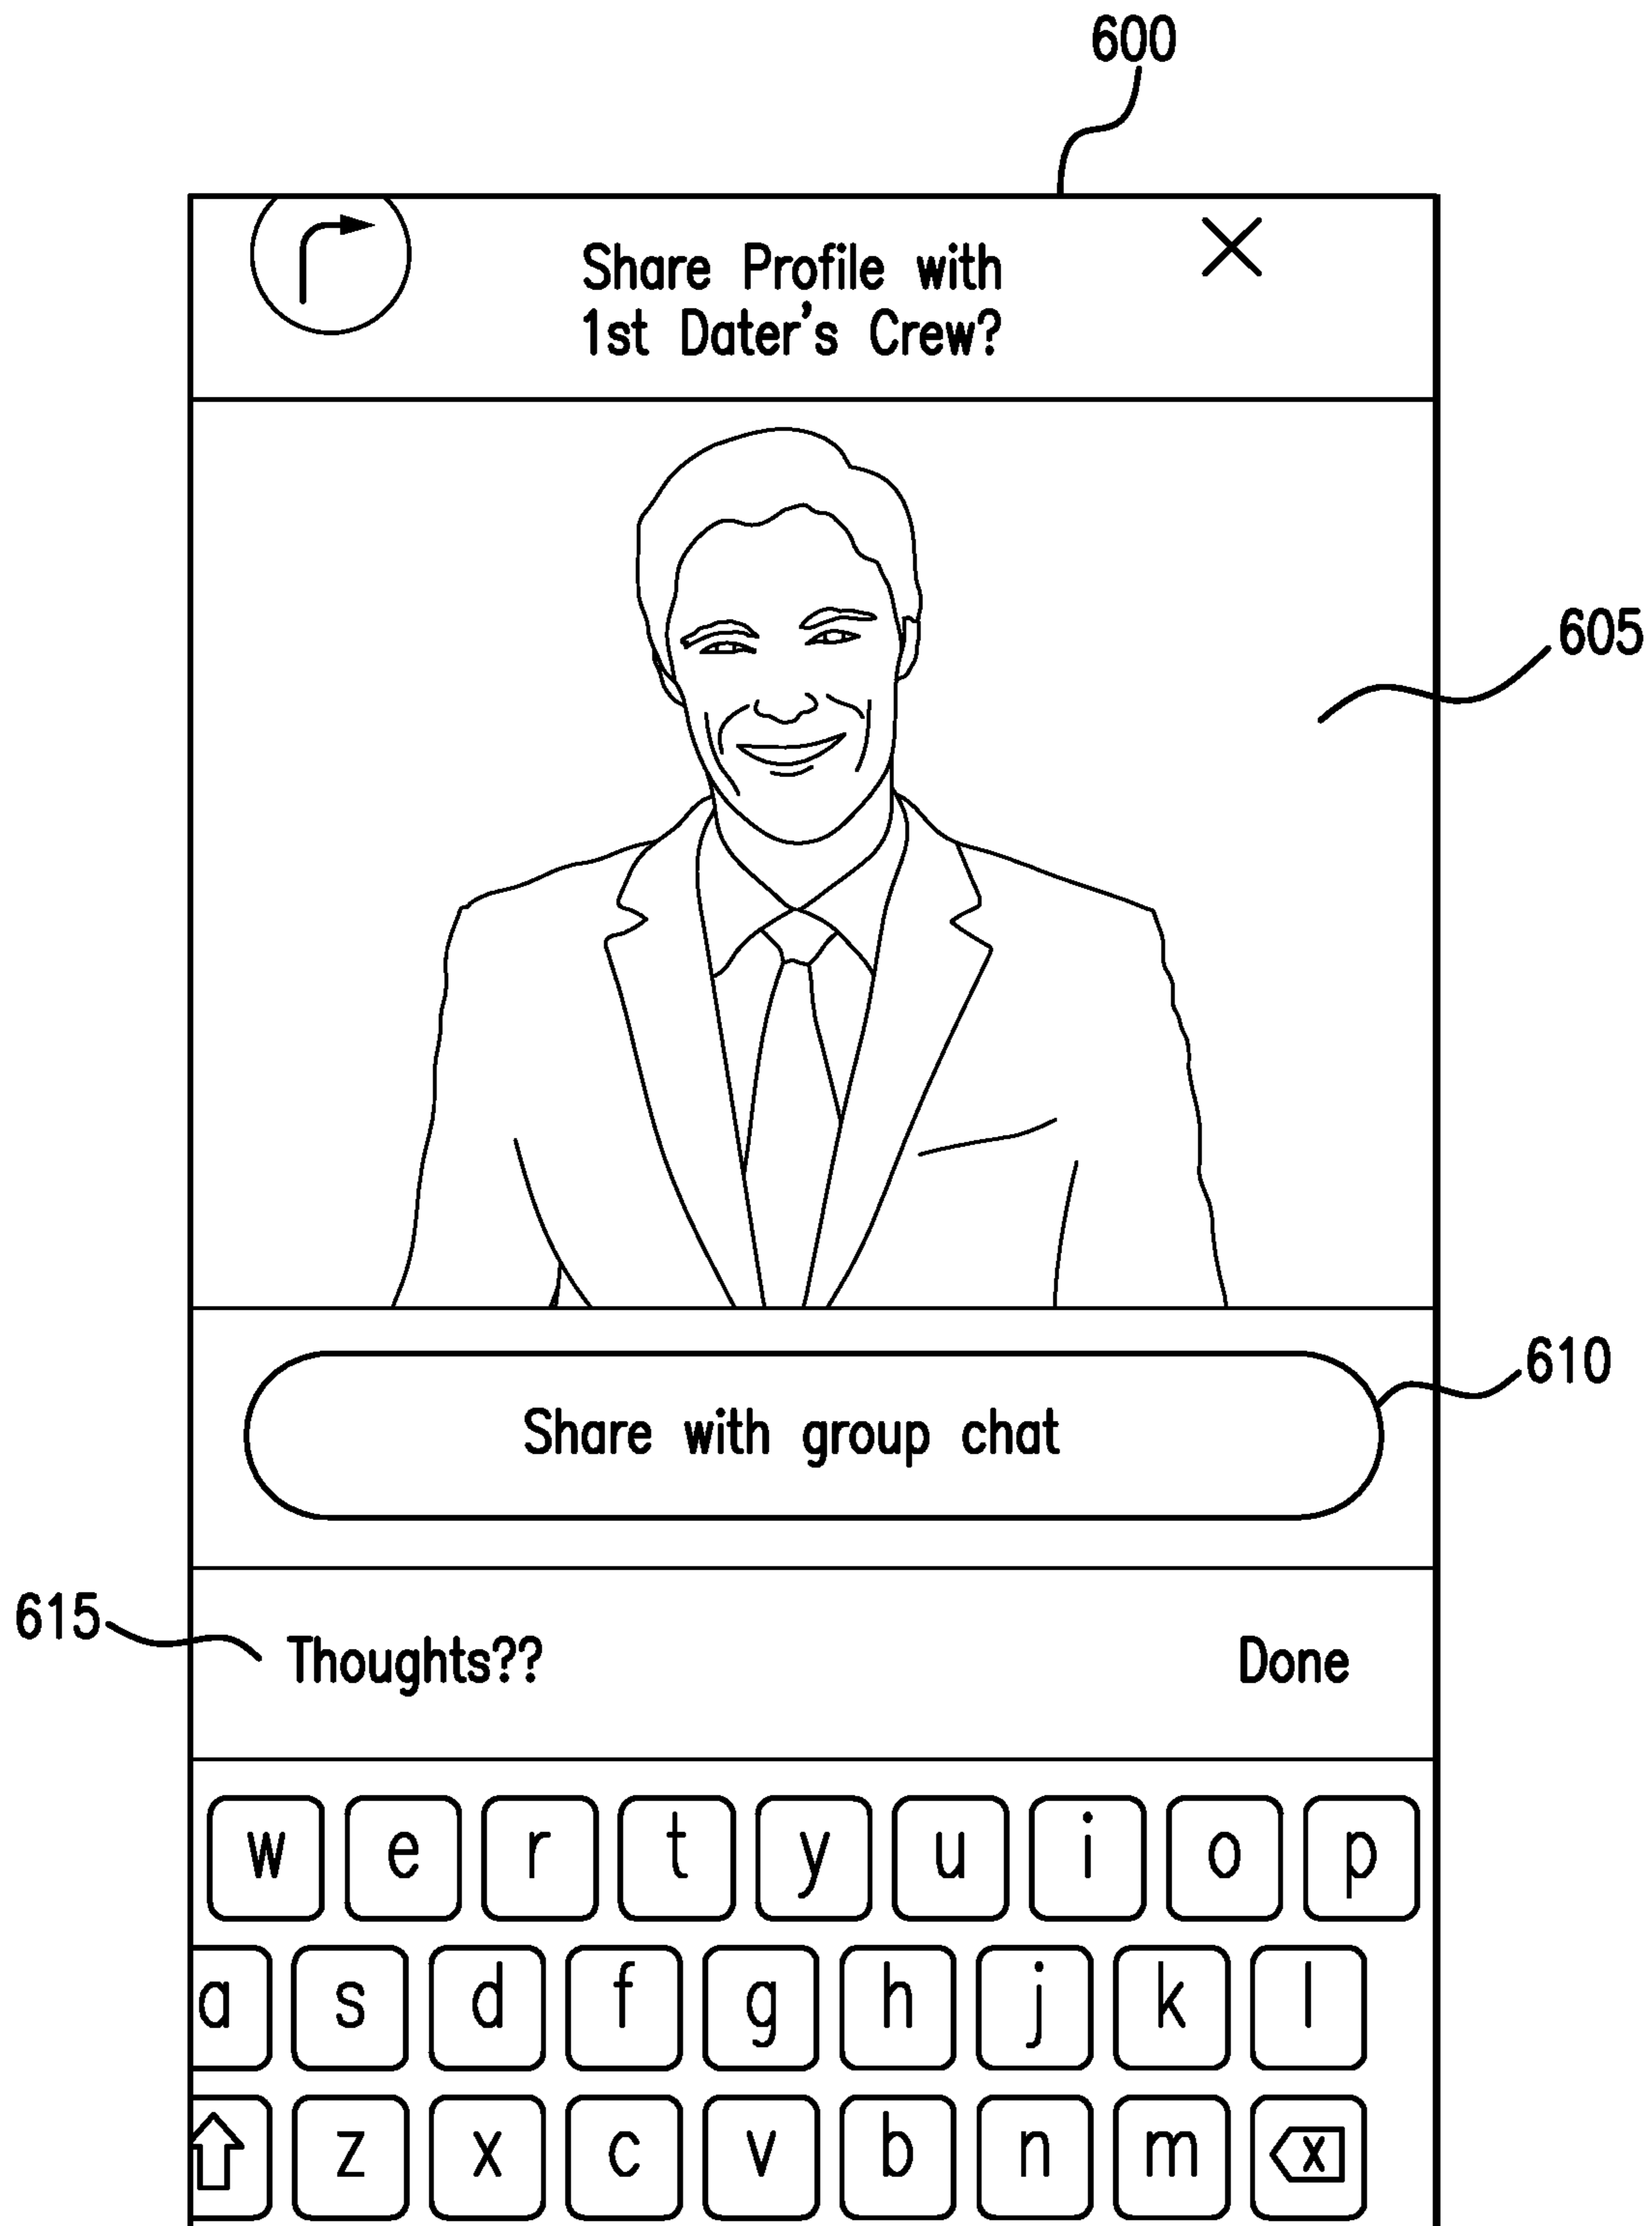 600
Share Profile with
1st Dater's Crew?
605
610
Share with group chat
615
Thoughts?? Done
w e r t y u i o p
a s d f g h j k l
z x c v b n m x